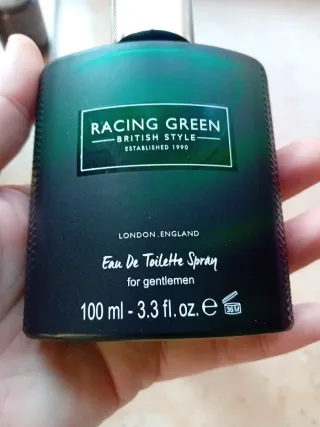 RACING GREEN
BRITISH STYLE
ESTABLISHED 1990
LONDON.ENGLAND
Eau De Toilette Spray
for gentlemen
100 ml - 3.3 fl.oz. ℮ 36M